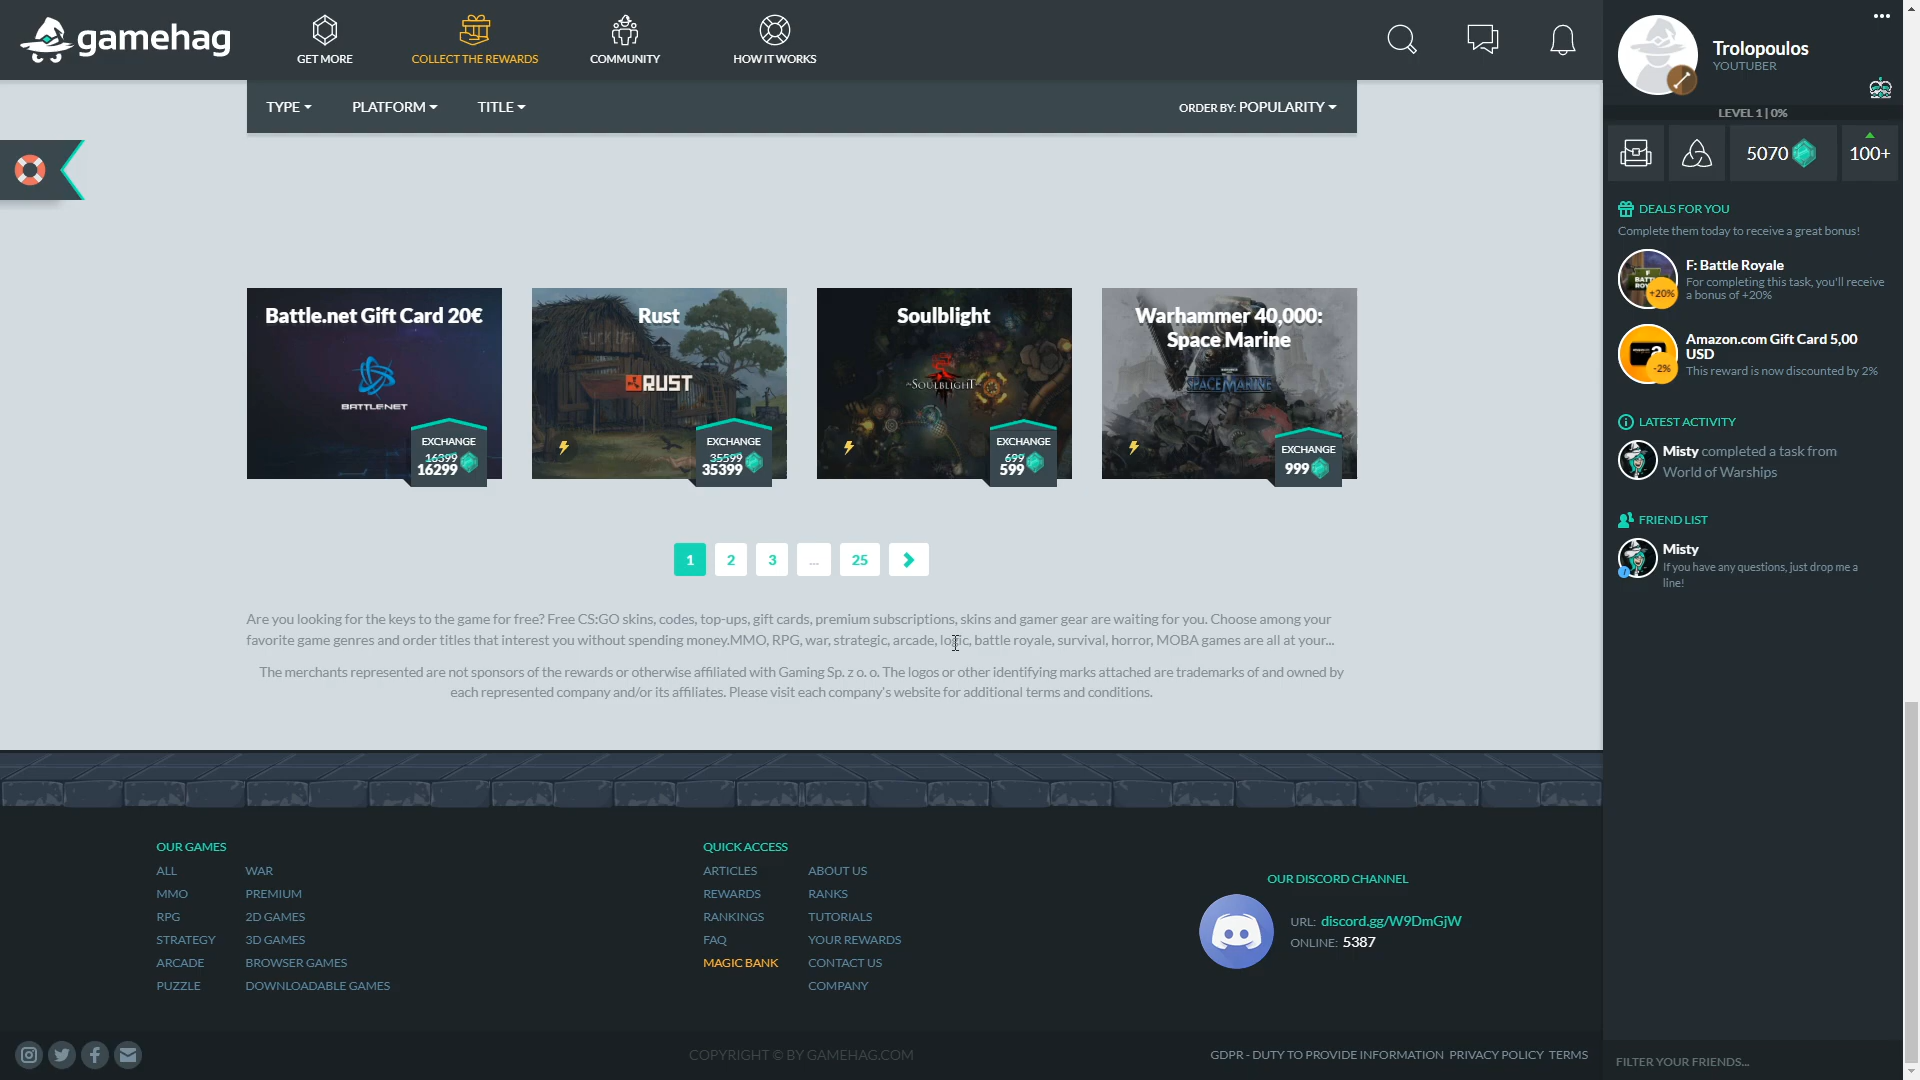 gamehag
GET MORE
COLLECT THE REWARDS
COMMUNITY
HOW IT WORKS
Trolopoulos
YOUTUBER
LEVEL 1 | 0%
5070
100+
TYPE
PLATFORM
TITLE
ORDER BY: POPULARITY
DEALS FOR YOU
Complete them today to receive a great bonus!
+20%
F: Battle Royale
For completing this task, you'll receive
a bonus of +20%
-2%
Amazon.com Gift Card 5,00
USD
This reward is now discounted by 2%
LATEST ACTIVITY
Misty completed a task from
World of Warships
FRIEND LIST
Misty
If you have any questions, just drop me a
line!
FILTER YOUR FRIENDS...
Battle.net Gift Card 20€
BATTLE.NET
EXCHANGE
16399
16299
Rust
RUST
EXCHANGE
35599
35399
Soulblight
SOULBLIGHT
EXCHANGE
699
599
Warhammer 40,000:
Space Marine
SPACE MARINE
EXCHANGE
999
1
2
3
...
25
Are you looking for the keys to the game for free? Free CS:GO skins, codes, top-ups, gift cards, premium subscriptions, skins and gamer gear are waiting for you. Choose among your
favorite game genres and order titles that interest you without spending money.MMO, RPG, war, strategic, arcade, logic, battle royale, survival, horror, MOBA games are all at your...
The merchants represented are not sponsors of the rewards or otherwise affiliated with Gaming Sp. z o. o. The logos or other identifying marks attached are trademarks of and owned by
each represented company and/or its affiliates. Please visit each company's website for additional terms and conditions.
OUR GAMES
ALL
MMO
RPG
STRATEGY
ARCADE
PUZZLE
WAR
PREMIUM
2D GAMES
3D GAMES
BROWSER GAMES
DOWNLOADABLE GAMES
QUICK ACCESS
ARTICLES
REWARDS
RANKINGS
FAQ
MAGIC BANK
ABOUT US
RANKS
TUTORIALS
YOUR REWARDS
CONTACT US
COMPANY
OUR DISCORD CHANNEL
URL: discord.gg/W9DmGjW
ONLINE: 5387
COPYRIGHT © BY GAMEHAG.COM
GDPR - DUTY TO PROVIDE INFORMATION
PRIVACY POLICY
TERMS